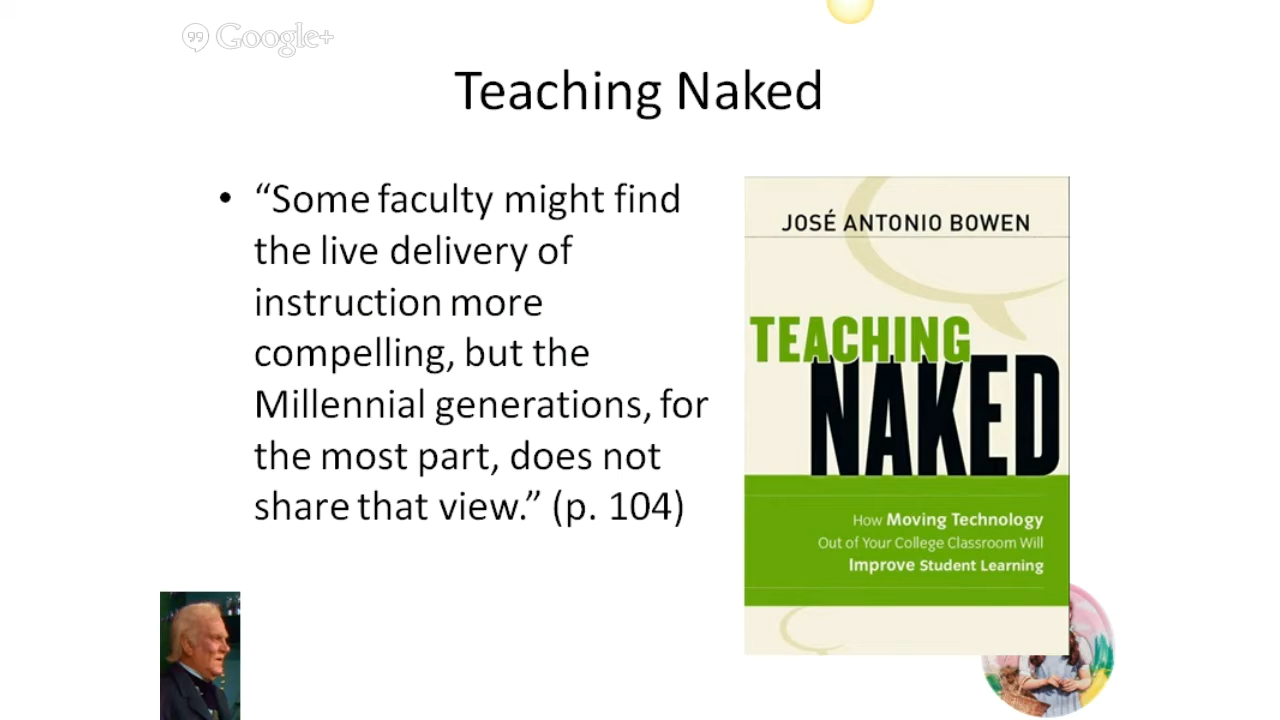 Google+
Teaching Naked
• “Some faculty might find
the live delivery of
instruction more
compelling, but the
Millennial generations, for
the most part, does not
share that view.” (p. 104)
JOSÉ ANTONIO BOWEN
TEACHING
NAKED
How Moving Technology
Out of Your College Classroom Will
Improve Student Learning